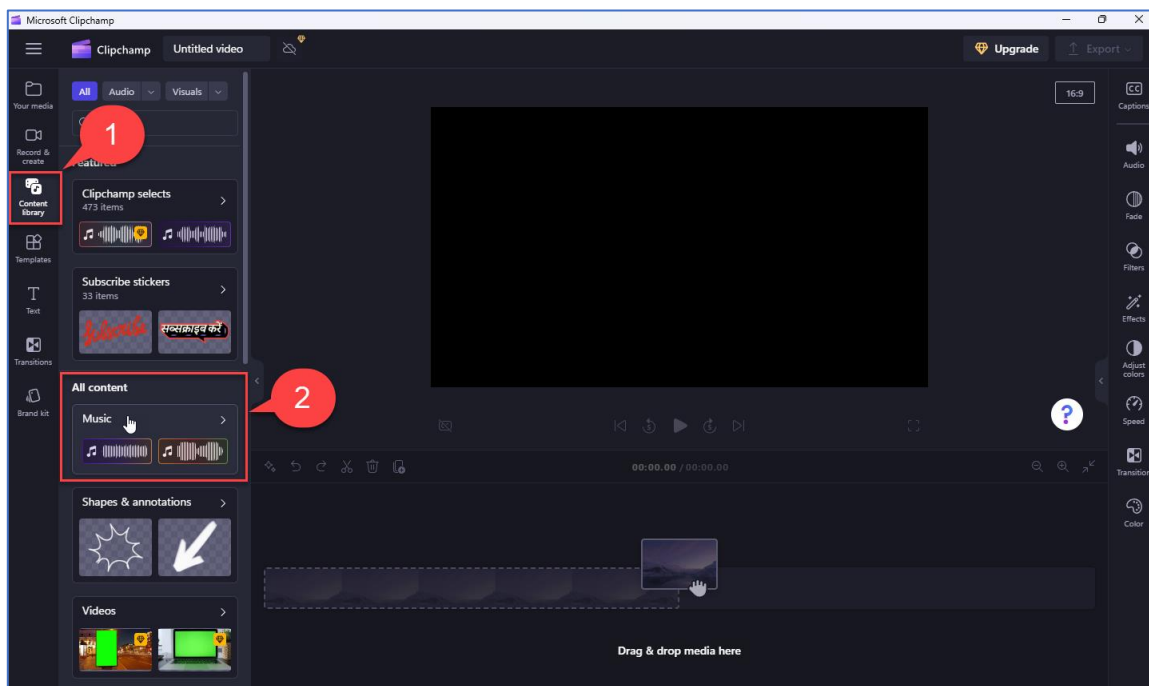 Microsoft Clipchamp
Clipchamp
Untitled video
Upgrade
Export
Your media
Record &
create
Content
library
Templates
Text
Transitions
Brand kit
All
Audio
Visuals
1
Clipchamp selects
473 items
Subscribe stickers
33 items
Subscribe
सब्सक्राइब करें
All content
2
Music
Shapes & annotations
Videos
16:9
?
00:00.00 / 00:00.00
Drag & drop media here
CC
Captions
Audio
Fade
Filters
Effects
Adjust
colors
Speed
Transition
Color